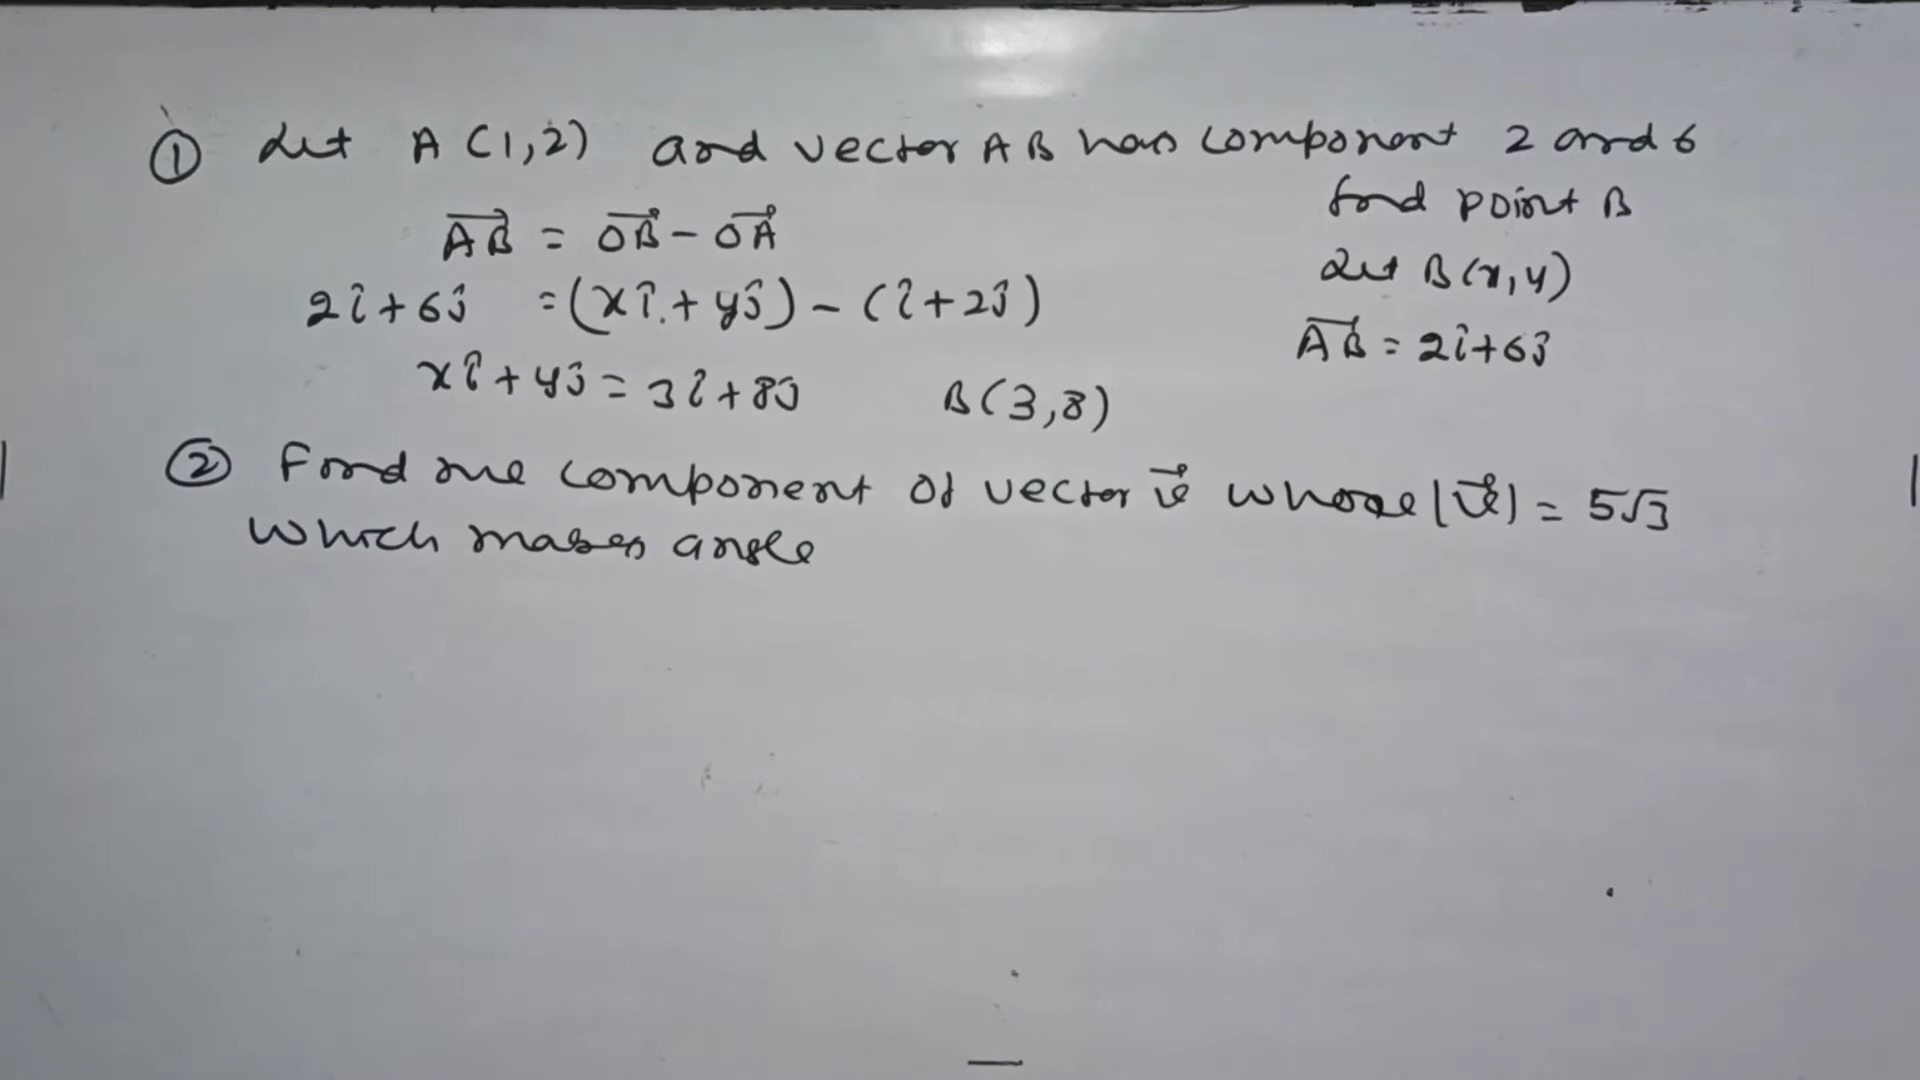 ① Let A (1,2) and vector AB has component 2 and 6
find point B
AB = OB - OA
Let B(x,y)
2î + 6ĵ = (xî + yĵ) - (î + 2ĵ)
AB = 2î+6ĵ
xî + yĵ = 3î + 8ĵ B(3,8)
② Find the component of vector v whose |v| = 5√3
which makes angle